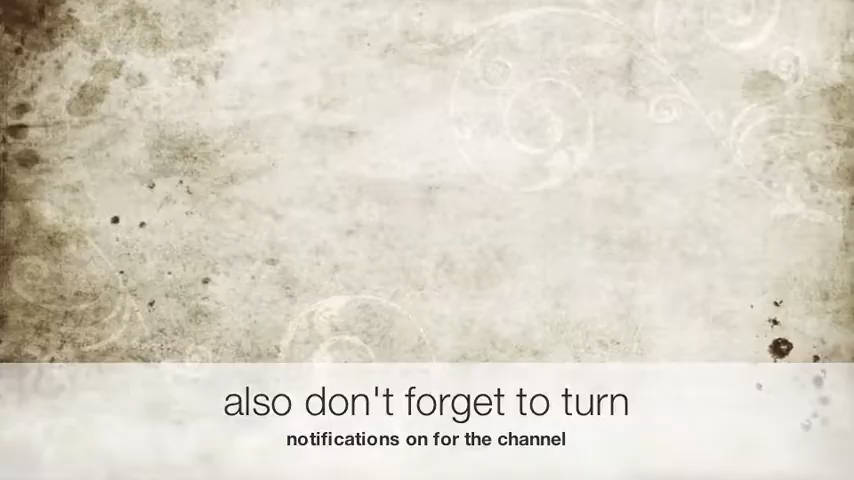 also don't forget to turn
notifications on for the channel